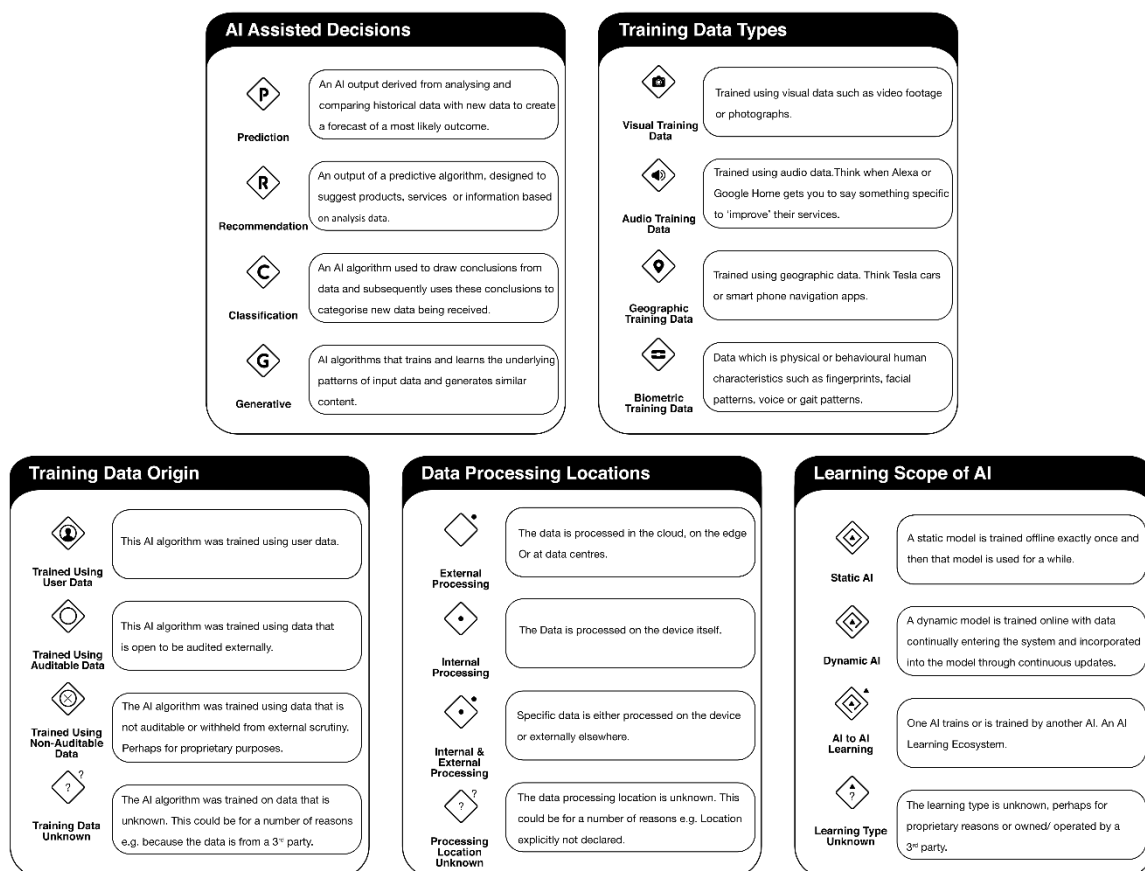 AI Assisted Decisions
P
Prediction
An AI output derived from analysing and
comparing historical data with new data to create
a forecast of a most likely outcome.
R
Recommendation
An output of a predictive algorithm, designed to
suggest products, services or information based
on analysis data.
C
Classification
An AI algorithm used to draw conclusions from
data and subsequently uses these conclusions to
categorise new data being received.
G
Generative
AI algorithms that trains and learns the underlying
patterns of input data and generates similar
content.
Training Data Types
Visual Training
Data
Trained using visual data such as video footage
or photographs.
Audio Training
Data
Trained using audio data.Think when Alexa or
Google Home gets you to say something specific
to ‘improve’ their services.
Geographic
Training Data
Trained using geographic data. Think Tesla cars
or smart phone navigation apps.
Biometric
Training Data
Data which is physical or behavioural human
characteristics such as fingerprints, facial
patterns, voice or gait patterns.
Training Data Origin
Trained Using
User Data
This AI algorithm was trained using user data.
Trained Using
Auditable Data
This AI algorithm was trained using data that
is open to be audited externally.
Trained Using
Non-Auditable
Data
The AI algorithm was trained using data that is
not auditable or withheld from external scrutiny.
Perhaps for proprietary purposes.
? ?
Training Data
Unknown
The AI algorithm was trained on data that is
unknown. This could be for a number of reasons
e.g. because the data is from a 3rd party.
Data Processing Locations
External
Processing
The data is processed in the cloud, on the edge
Or at data centres.
Internal
Processing
The Data is processed on the device itself.
Internal &
External
Processing
Specific data is either processed on the device
or externally elsewhere.
? ?
Processing
Location
Unknown
The data processing location is unknown. This
could be for a number of reasons e.g. Location
explicitly not declared.
Learning Scope of AI
Static AI
A static model is trained offline exactly once and
then that model is used for a while.
Dynamic AI
A dynamic model is trained online with data
continually entering the system and incorporated
into the model through continuous updates.
AI to AI
Learning
One AI trains or is trained by another AI. An AI
Learning Ecosystem.
?
Learning Type
Unknown
The learning type is unknown, perhaps for
proprietary reasons or owned/ operated by a
3rd party.